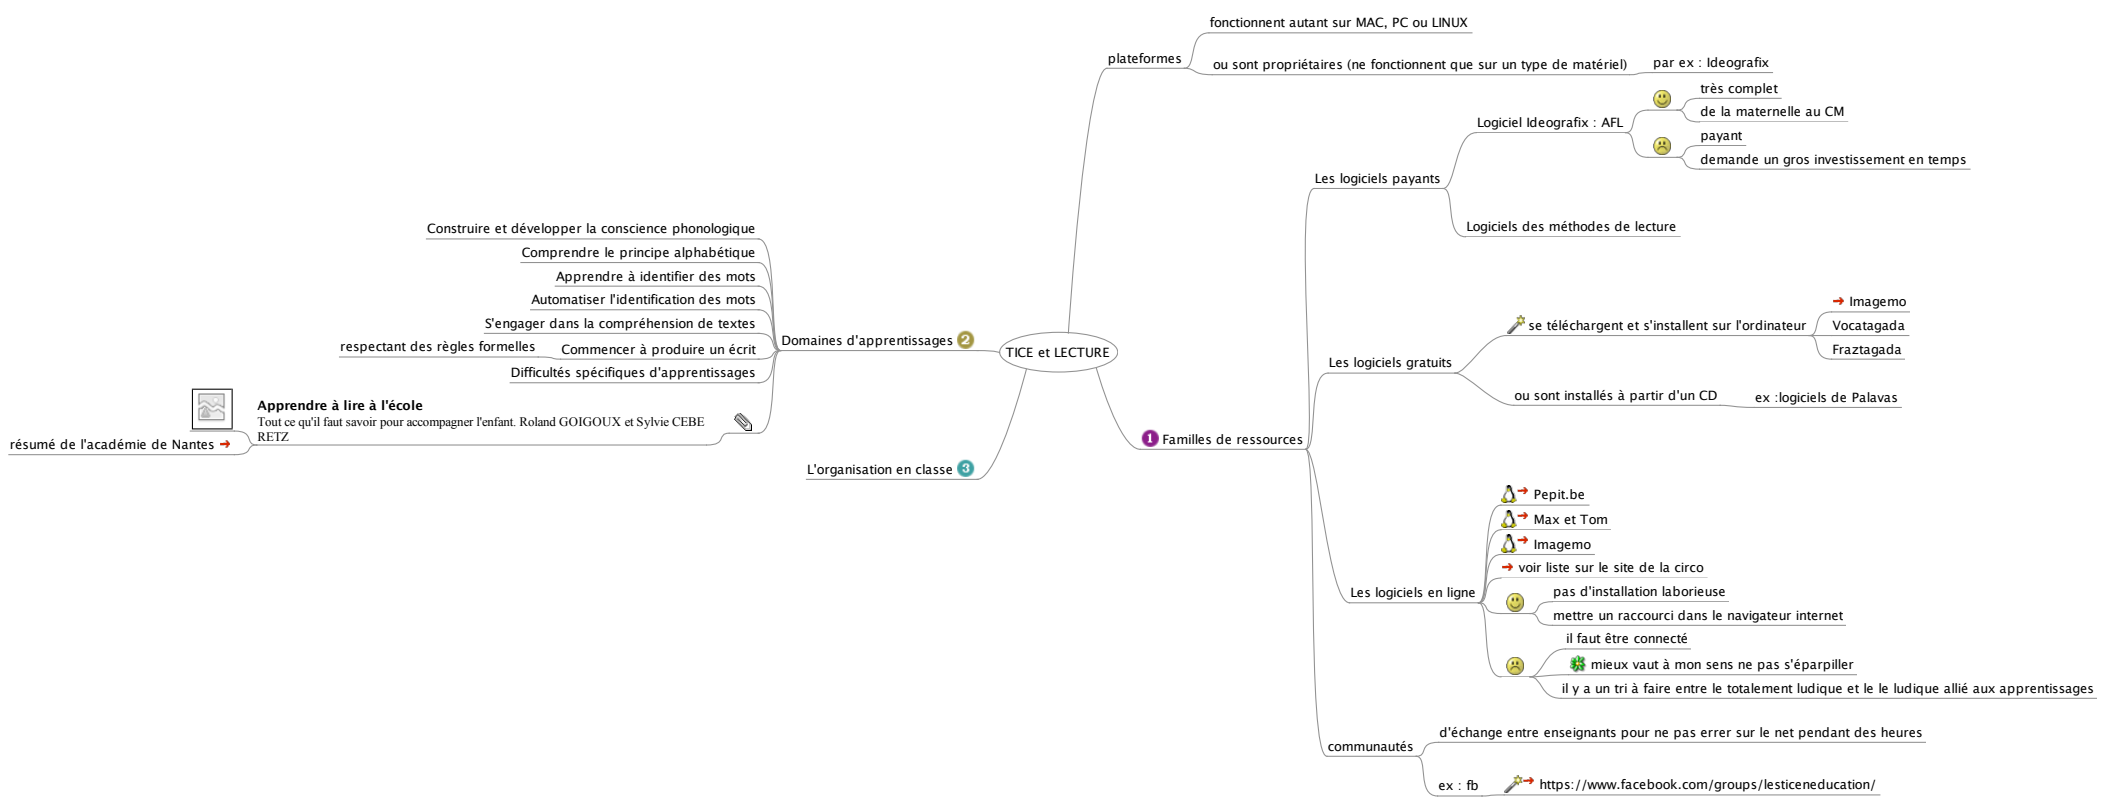 fonctionnent autant sur MAC, PC ou LINUX
plateformes
ou sont propriétaires (ne fonctionnent que sur un type de matériel)
par ex : Ideografix
très complet
de la maternelle au CM
Logiciel Ideografix : AFL
payant
demande un gros investissement en temps
Les logiciels payants
Logiciels des méthodes de lecture
Construire et développer la conscience phonologique
Comprendre le principe alphabétique
Apprendre à identifier des mots
Automatiser l'identification des mots
S'engager dans la compréhension de textes
respectant des règles formelles
Commencer à produire un écrit
Difficultés spécifiques d'apprentissages
Domaines d'apprentissages 2
TICE et LECTURE
Apprendre à lire à l'école
Tout ce qu'il faut savoir pour accompagner l'enfant. Roland GOIGOUX et Sylvie CEBE
RETZ
résumé de l'académie de Nantes
L'organisation en classe 3
1 Familles de ressources
Imagemo
se téléchargent et s'installent sur l'ordinateur
Vocatagada
Fraztagada
Les logiciels gratuits
ou sont installés à partir d'un CD
ex :logiciels de Palavas
Pepit.be
Max et Tom
Imagemo
voir liste sur le site de la circo
Les logiciels en ligne
pas d'installation laborieuse
mettre un raccourci dans le navigateur internet
il faut être connecté
mieux vaut à mon sens ne pas s'éparpiller
il y a un tri à faire entre le totalement ludique et le le ludique allié aux apprentissages
d'échange entre enseignants pour ne pas errer sur le net pendant des heures
communautés
ex : fb
https://www.facebook.com/groups/lesticeneducation/